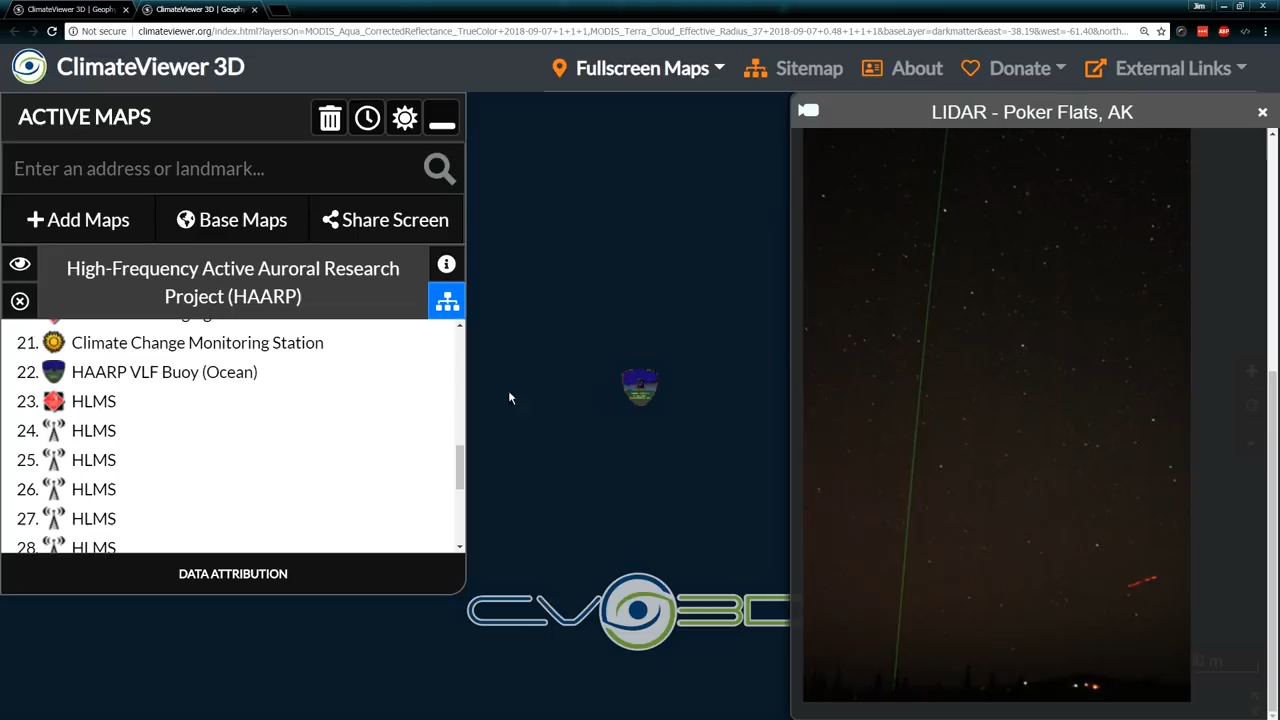 ClimateViewer 3D | Geoph
ClimateViewer 3D | Geoph
Jim
Not secure | climateviewer.org/index.html?layersOn=MODIS_Aqua_CorrectedReflectance_TrueColor+2018-09-07+1+1+1,MODIS_Terra_Cloud_Effective_Radius_37+2018-09-07+0.48+1+1+1&baseLayer=darkmatter&east=-38.19&west=-61.40&north...
ClimateViewer 3D
Fullscreen Maps
Sitemap
About
Donate
External Links
ACTIVE MAPS
Enter an address or landmark...
Add Maps
Base Maps
Share Screen
High-Frequency Active Auroral Research
Project (HAARP)
21. Climate Change Monitoring Station
22. HAARP VLF Buoy (Ocean)
23. HLMS
24. HLMS
25. HLMS
26. HLMS
27. HLMS
28. HLMS
DATA ATTRIBUTION
CV3D
LIDAR - Poker Flats, AK